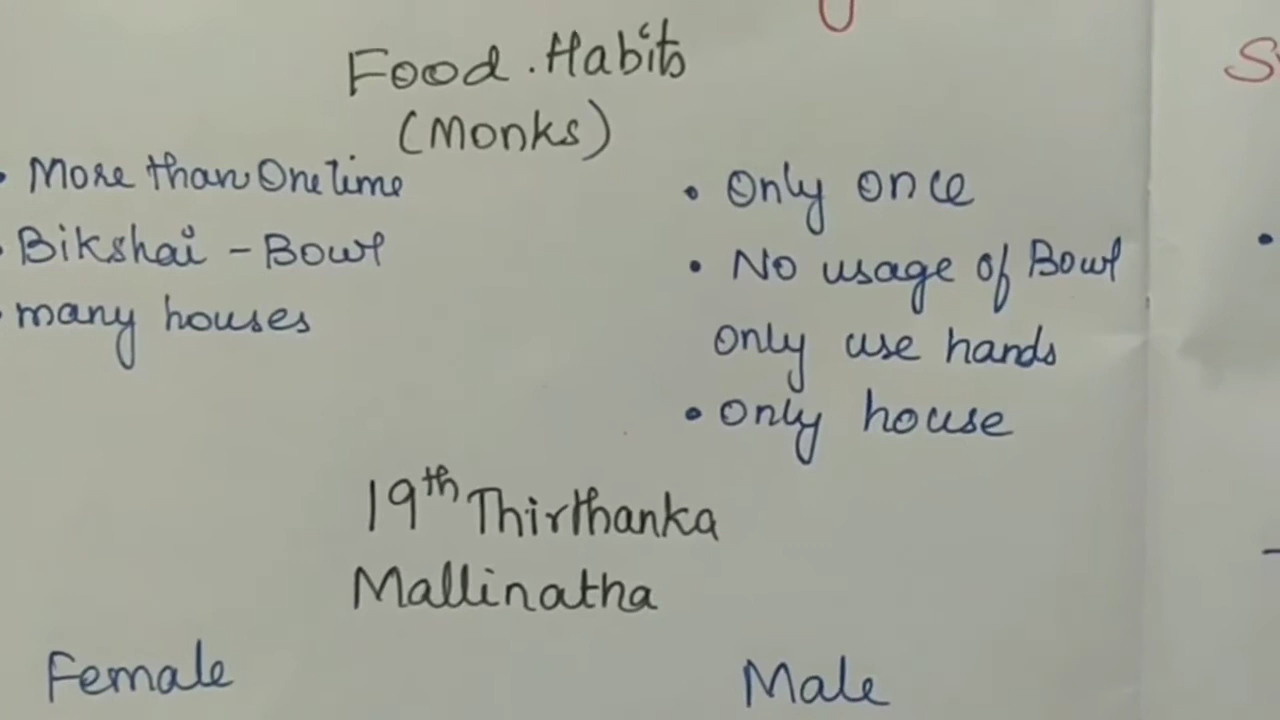 Food . Habits
(Monks)
• More than One time
• Bikshai - Bowl
• many houses
• Only once
• No usage of Bowl
only use hands
• Only house
19th Thirthanka
Mallinatha
Female
Male